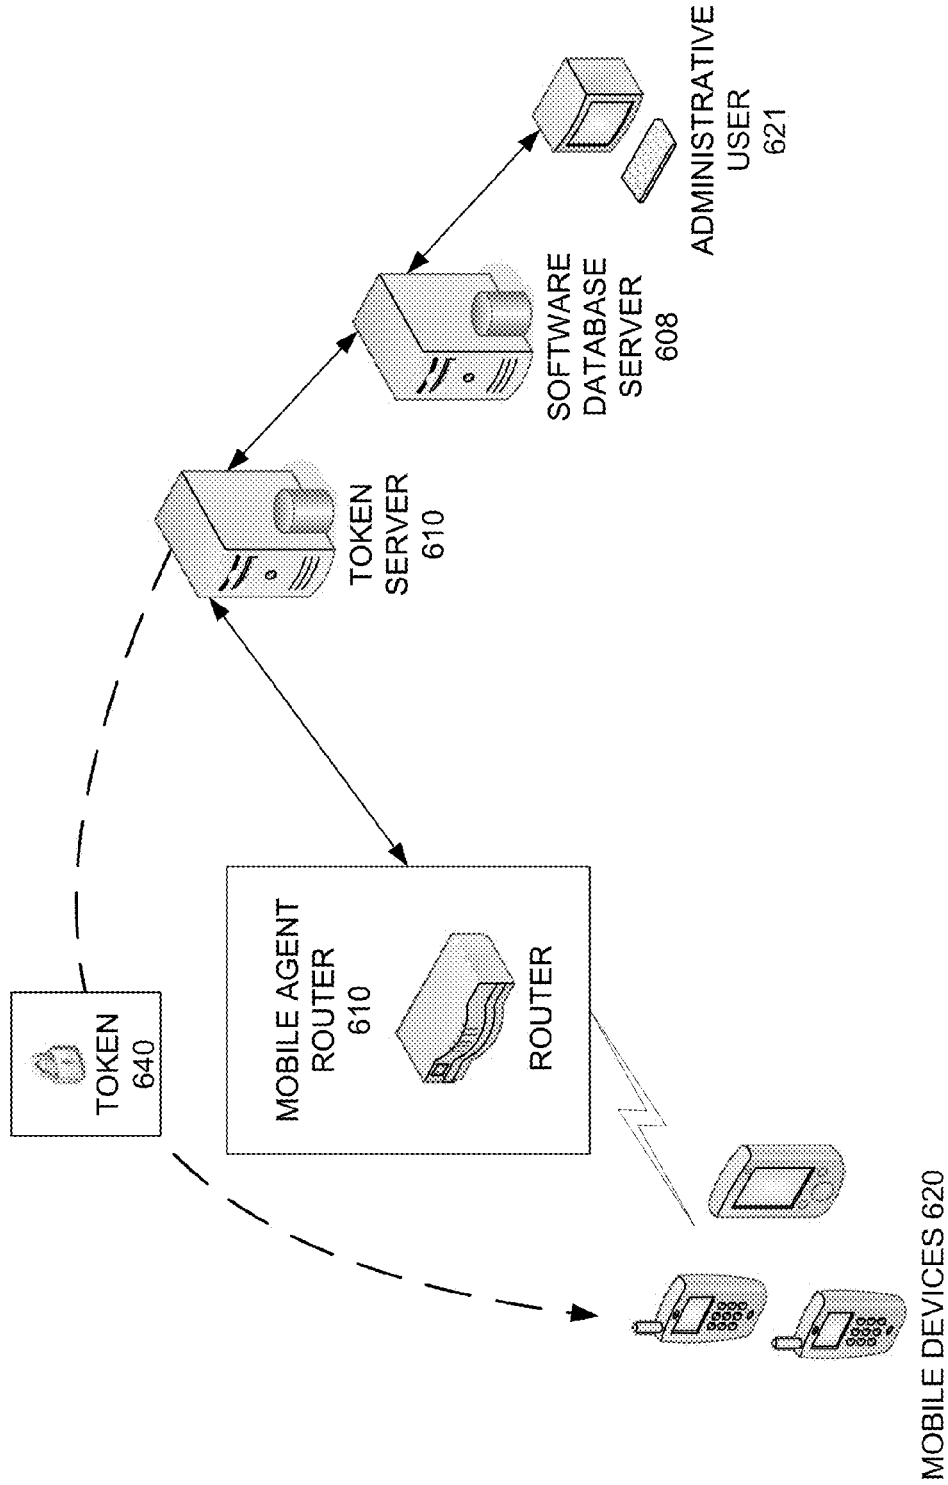 TOKEN
640
MOBILE AGENT
ROUTER
610
ROUTER
MOBILE DEVICES 620
TOKEN
SERVER
610
SOFTWARE
DATABASE
SERVER
608
ADMINISTRATIVE
USER
621